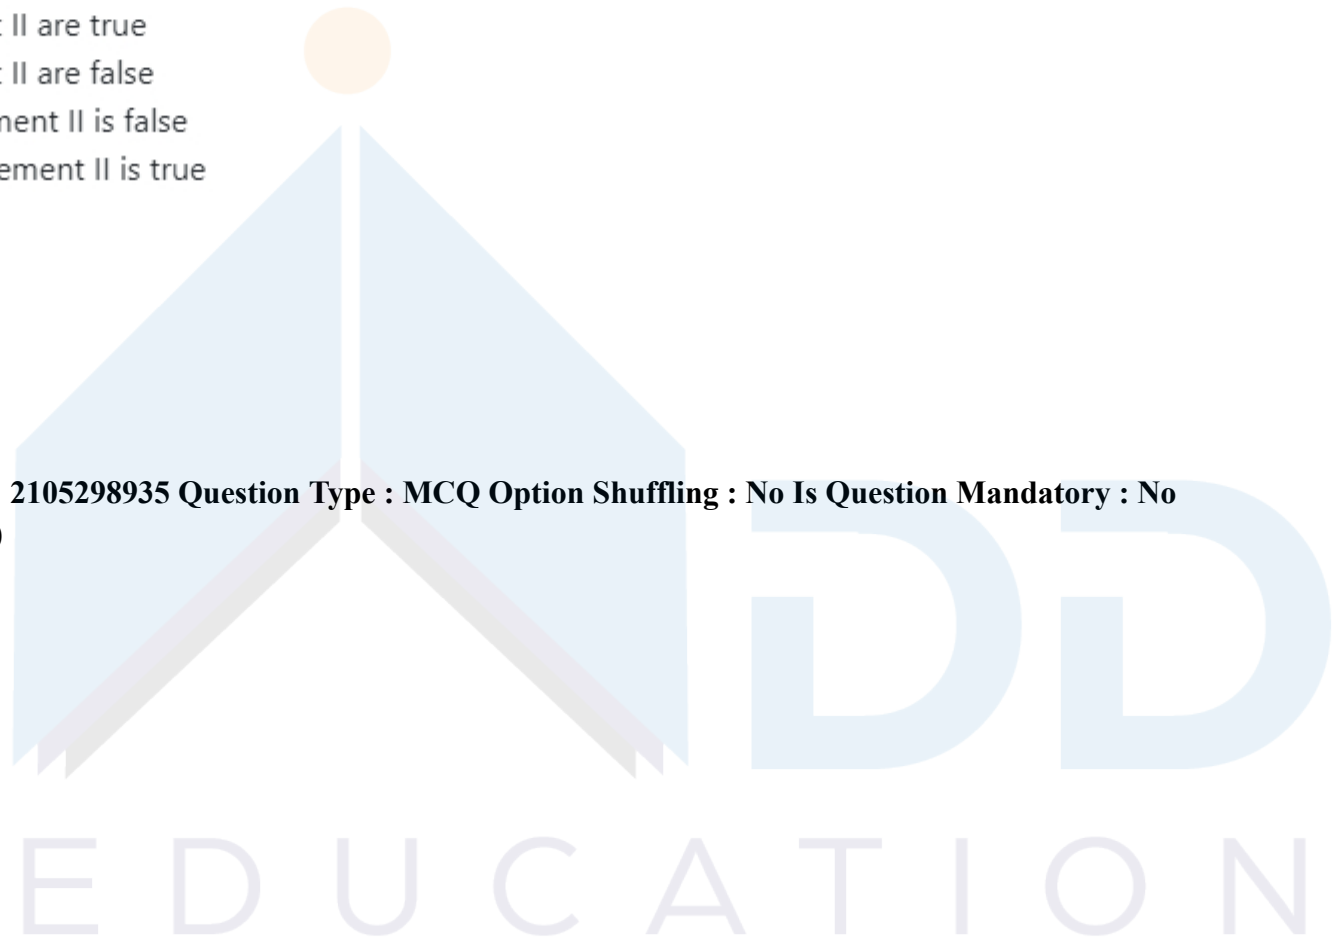 II are true
II are false
ment II is false
ement II is true
2105298935 Question Type : MCQ Option Shuffling : No Is Question Mandatory : No
)
DD
EDUCATION